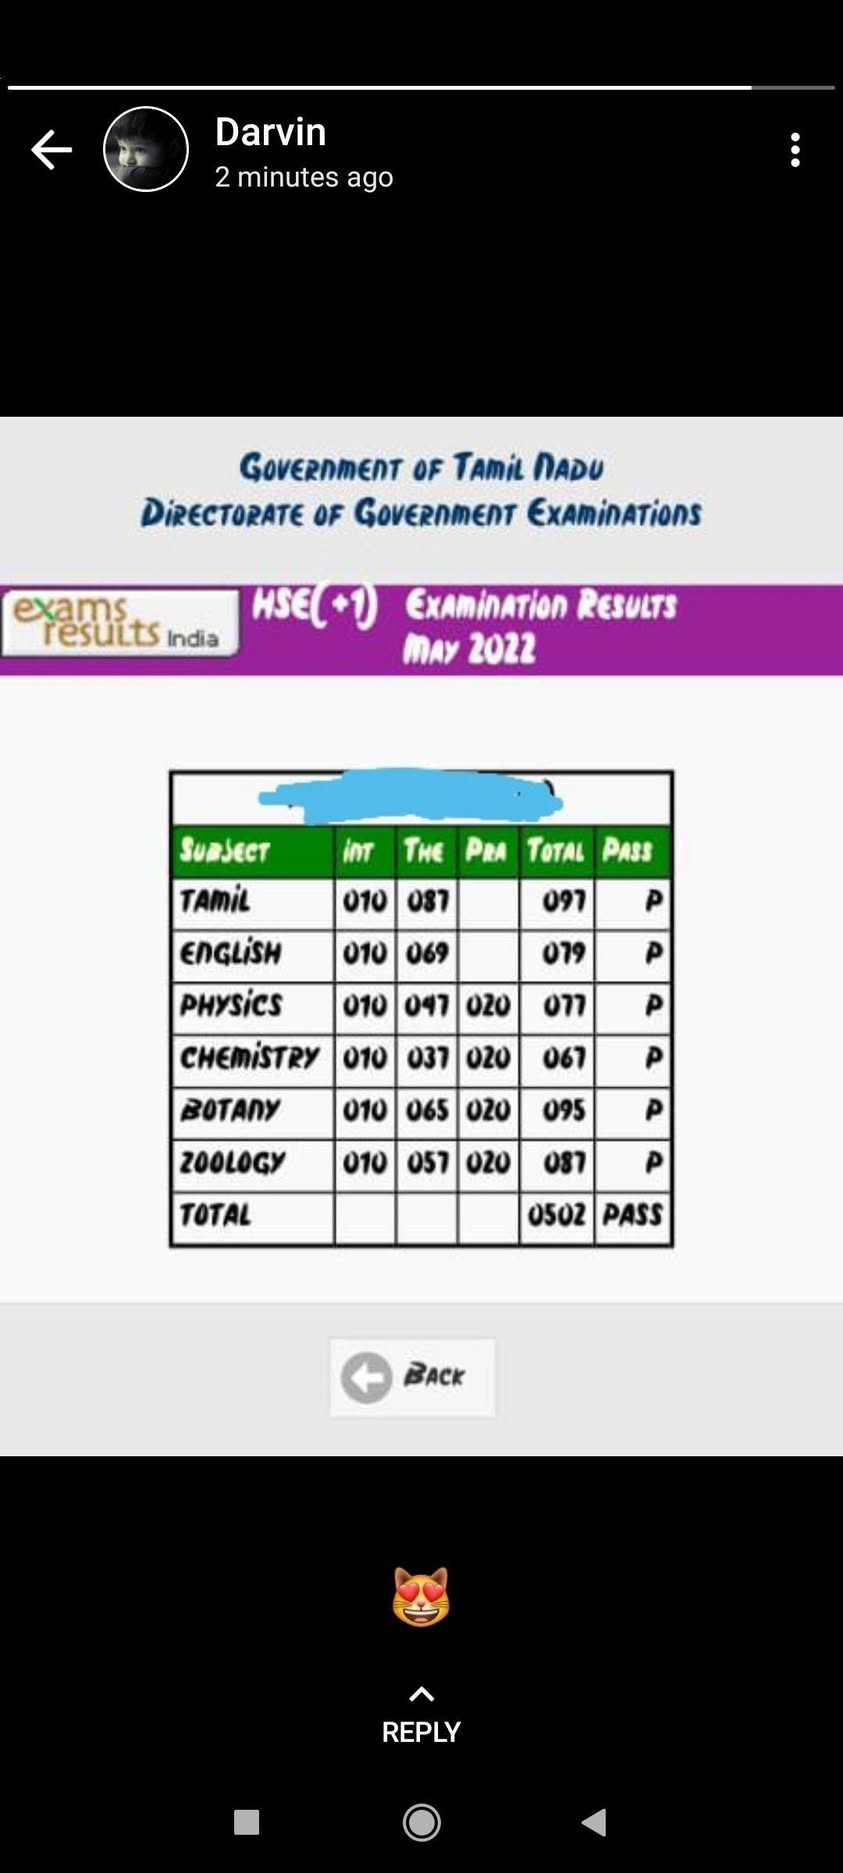 Darvin
2 minutes ago
Government of Tamil Nadu
Directorate of Government Examinations
exams
results India
HSE(+1) Examination Results
May 2022
Subject Int The Pra Total Pass
Tamil 010 087 097 P
English 010 069 079 P
Physics 010 047 020 077 P
Chemistry 010 037 020 067 P
Botany 010 065 020 095 P
Zoology 010 057 020 087 P
Total 0502 PASS
Back
REPLY